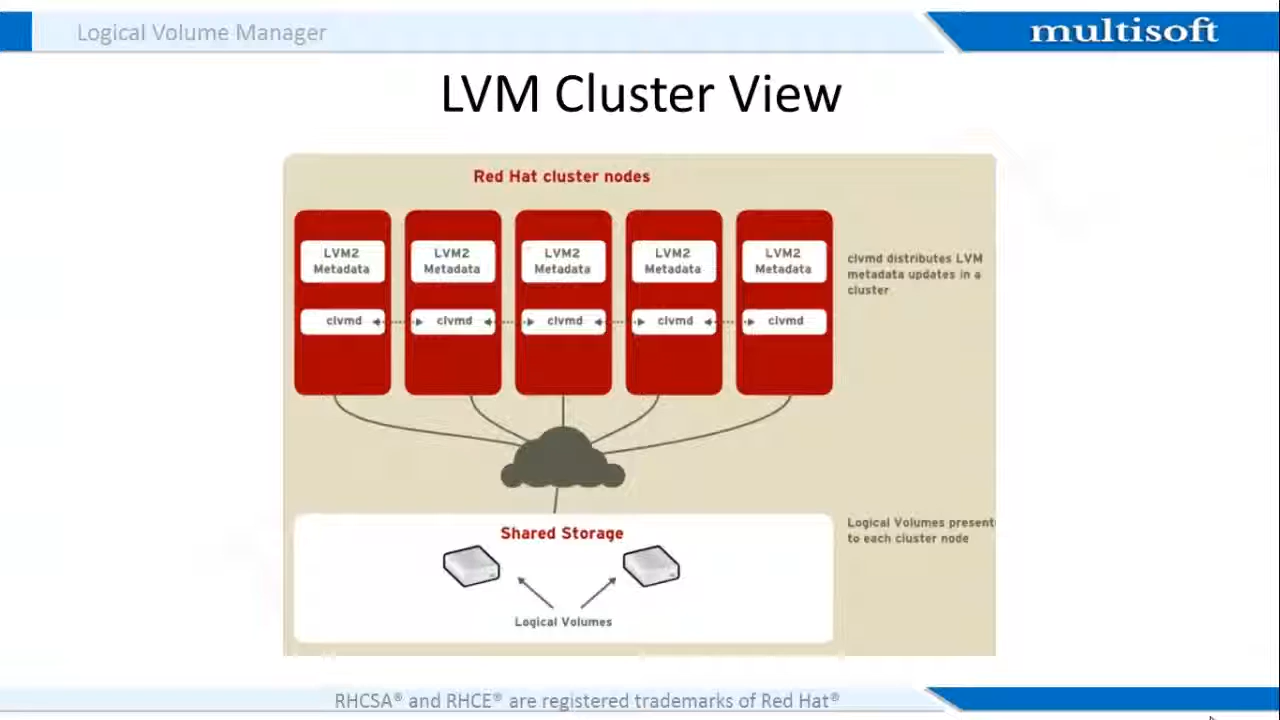 Logical Volume Manager
multisoft
LVM Cluster View
Red Hat cluster nodes
LVM2 LVM2 LVM2 LVM2 LVM2
Metadata Metadata Metadata Metadata Metadata
clvmd distributes LVM
metadata updates in a
cluster
clvmd clvmd clvmd clvmd clvmd
Shared Storage
Logical Volumes present
to each cluster node
Logical Volumes
RHCSA® and RHCE® are registered trademarks of Red Hat®